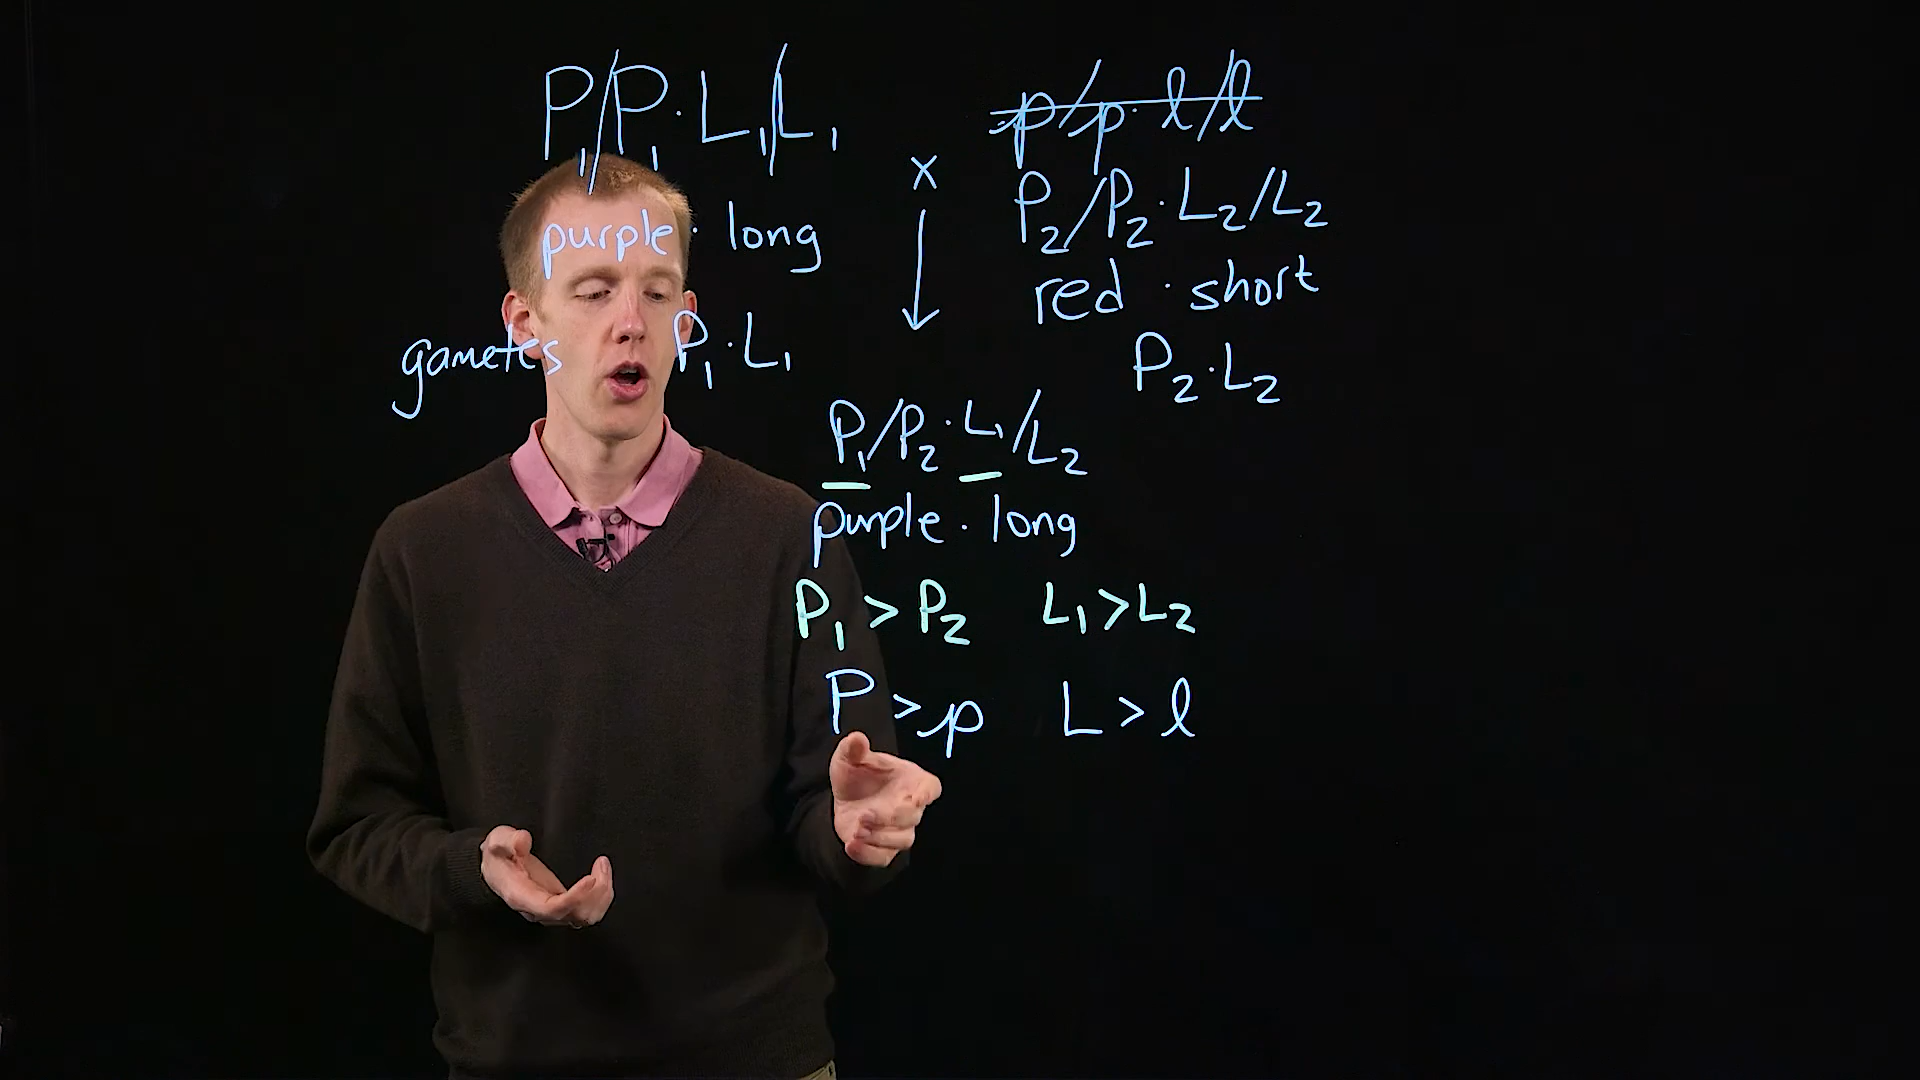 P₁/P₁ · L₁/L₁
x
p/p · l/l
P₂/P₂ · L₂/L₂
purple · long
red · short
gametes P₁ · L₁
P₂ · L₂
P₁/P₂ · L₁/L₂
purple · long
P₁ > P₂ L₁ > L₂
P > p L > l